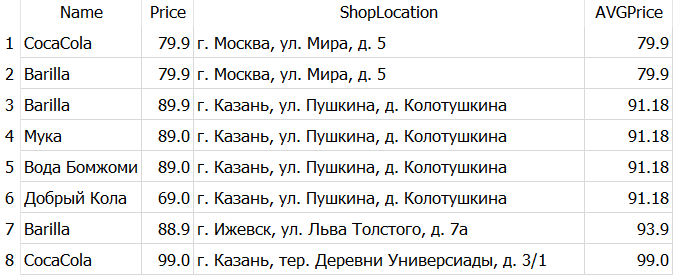 Name Price ShopLocation AVGPrice
1 CocaCola 79.9 г. Москва, ул. Мира, д. 5 79.9
2 Barilla 79.9 г. Москва, ул. Мира, д. 5 79.9
3 Barilla 89.9 г. Казань, ул. Пушкина, д. Колотушкина 91.18
4 Мука 89.0 г. Казань, ул. Пушкина, д. Колотушкина 91.18
5 Вода Бомжоми 89.0 г. Казань, ул. Пушкина, д. Колотушкина 91.18
6 Добрый Кола 69.0 г. Казань, ул. Пушкина, д. Колотушкина 91.18
7 Barilla 88.9 г. Ижевск, ул. Льва Толстого, д. 7а 93.9
8 CocaCola 99.0 г. Казань, тер. Деревни Универсиады, д. 3/1 99.0